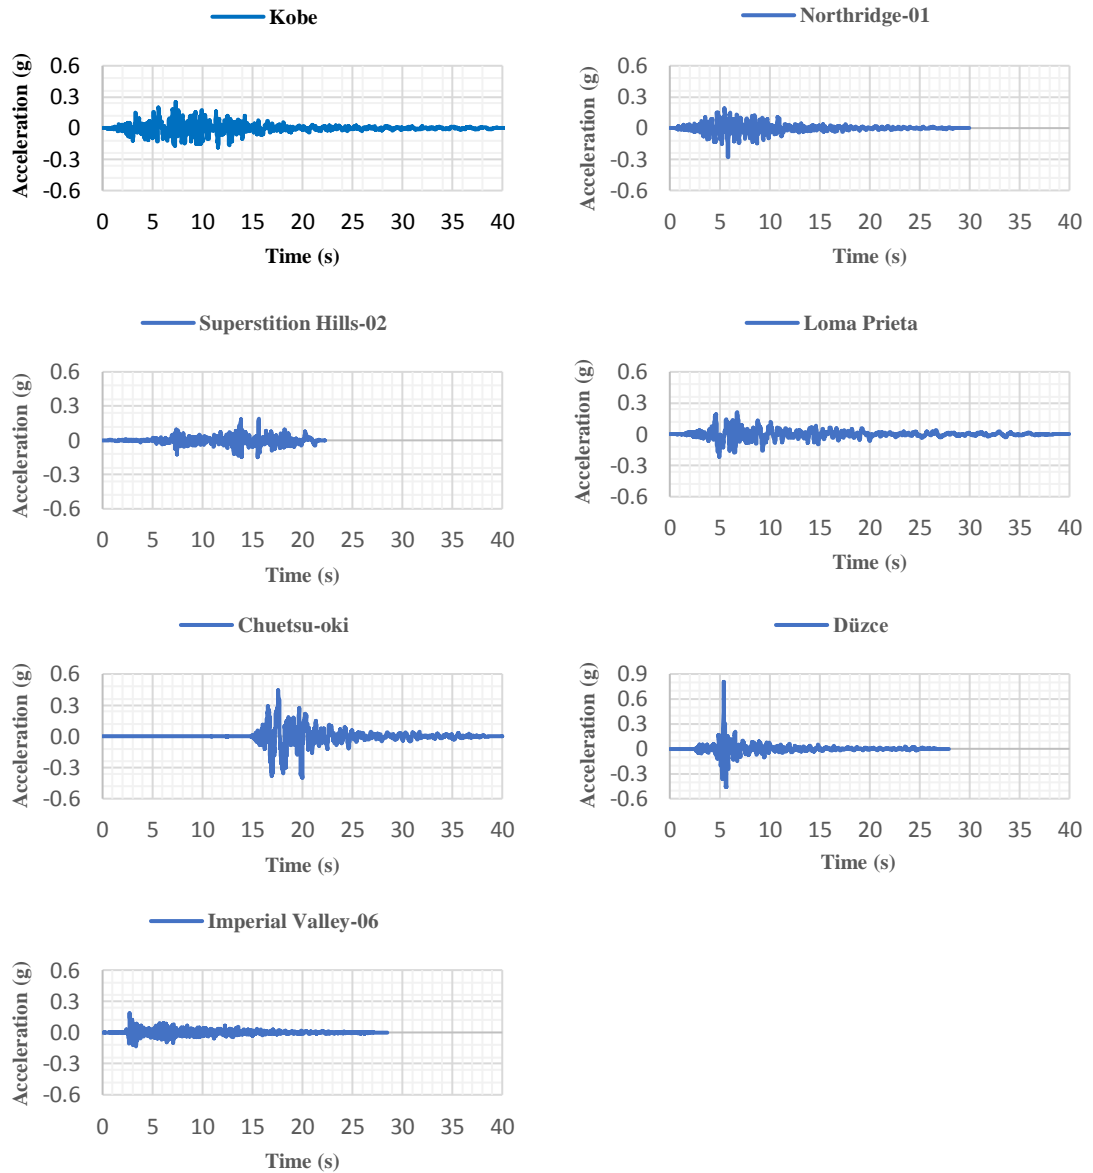 Kobe
Acceleration (g)
0.6
0.3
0
-0.3
-0.6
0 5 10 15 20 25 30 35 40
Time (s)
Northridge-01
Acceleration (g)
0.6
0.3
0
-0.3
-0.6
0 5 10 15 20 25 30 35 40
Time (s)
Superstition Hills-02
Acceleration (g)
0.6
0.3
0
-0.3
-0.6
0 5 10 15 20 25 30 35 40
Time (s)
Loma Prieta
Acceleration (g)
0.6
0.3
0
-0.3
-0.6
0 5 10 15 20 25 30 35 40
Time (s)
Chuetsu-oki
Acceleration (g)
0.6
0.3
0.0
-0.3
-0.6
0 5 10 15 20 25 30 35 40
Time (s)
Düzce
Acceleration (g)
0.9
0.6
0.3
0
-0.3
-0.6
0 5 10 15 20 25 30 35 40
Time (s)
Imperial Valley-06
Acceleration (g)
0.6
0.3
0.0
-0.3
-0.6
0 5 10 15 20 25 30 35 40
Time (s)